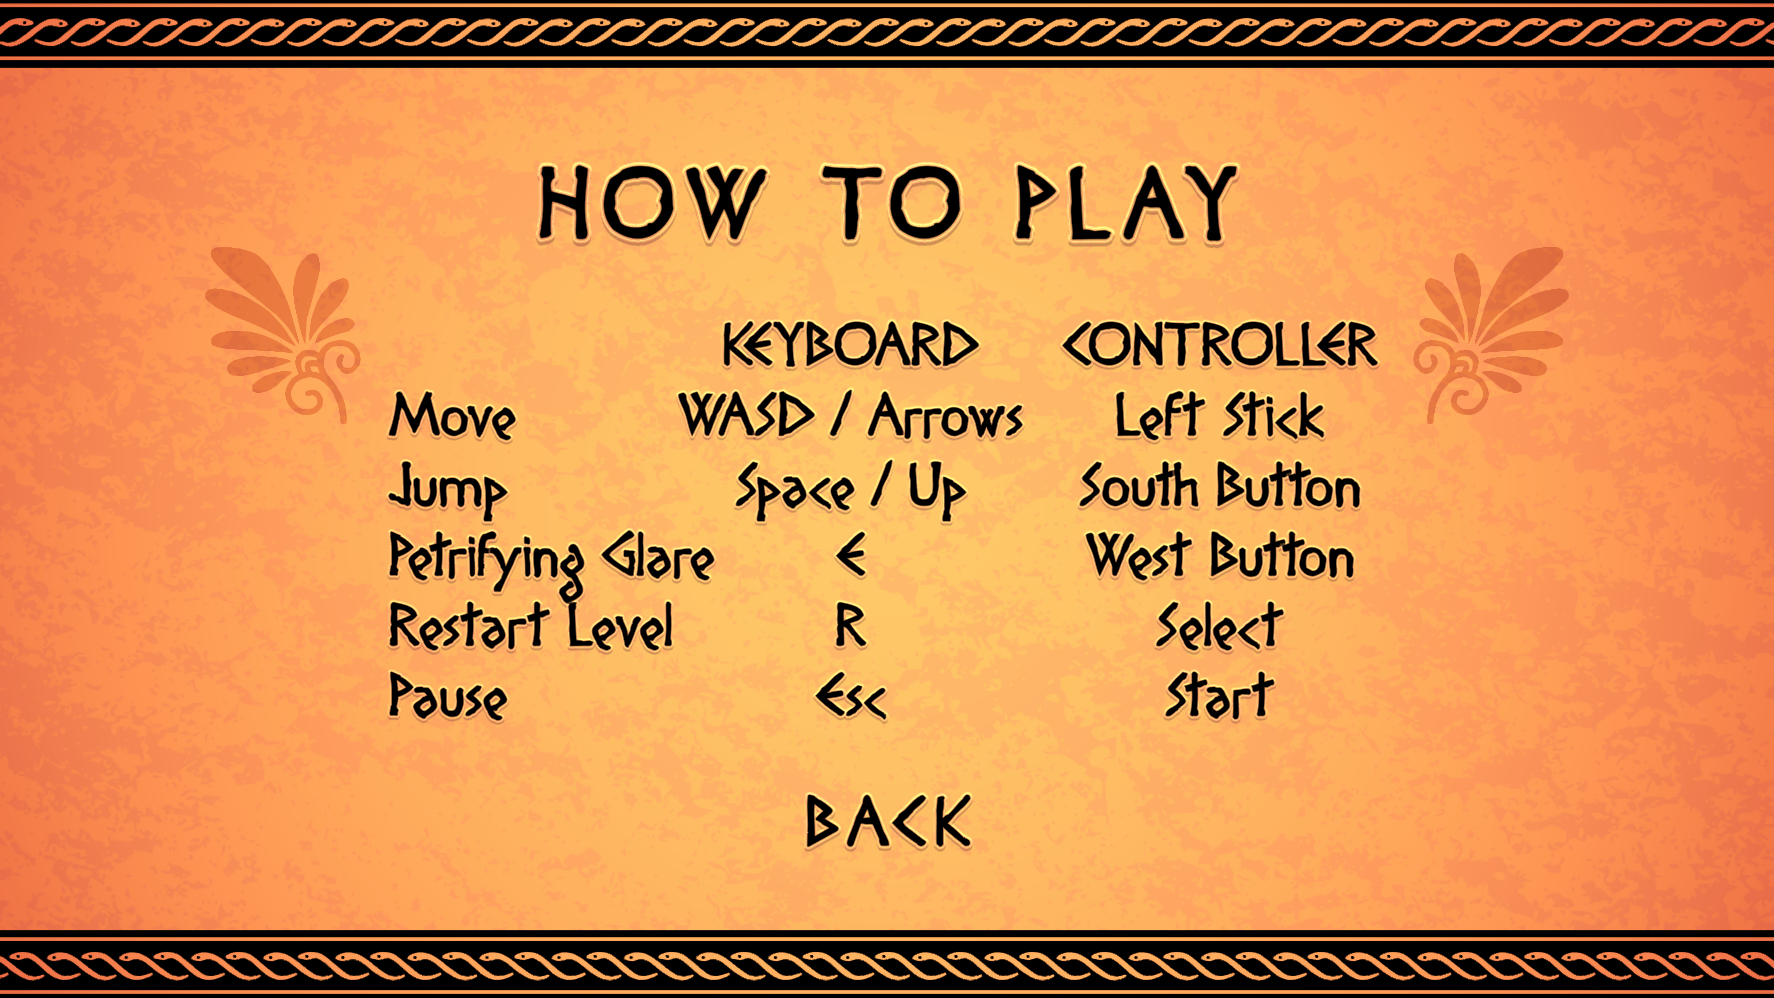 HOW TO PLAY
KEYBOARD CONTROLLER
Move WASD / Arrows Left Stick
Jump Space / Up South Button
Petrifying Glare E West Button
Restart Level R Select
Pause Esc Start
BACK